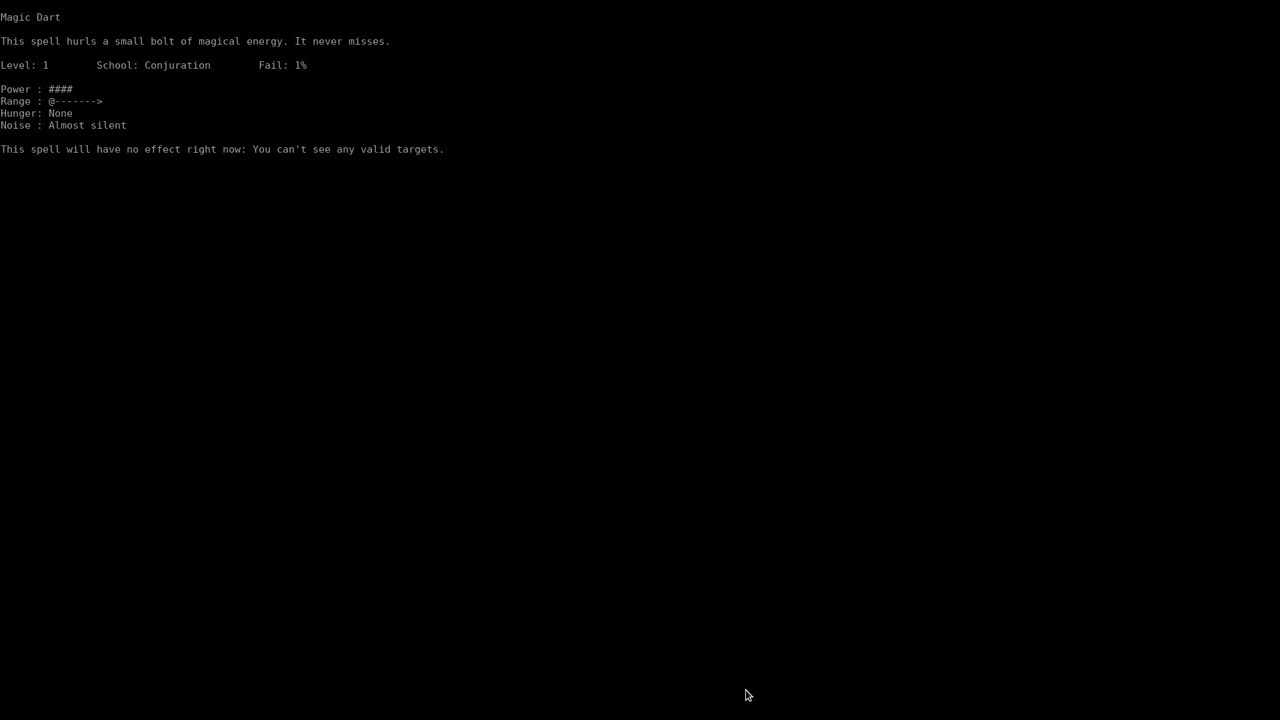 Magic Dart
This spell hurls a small bolt of magical energy. It never misses.
Level: 1        School: Conjuration        Fail: 1%
Power : ####
Range : @------->
Hunger: None
Noise : Almost silent
This spell will have no effect right now: You can't see any valid targets.